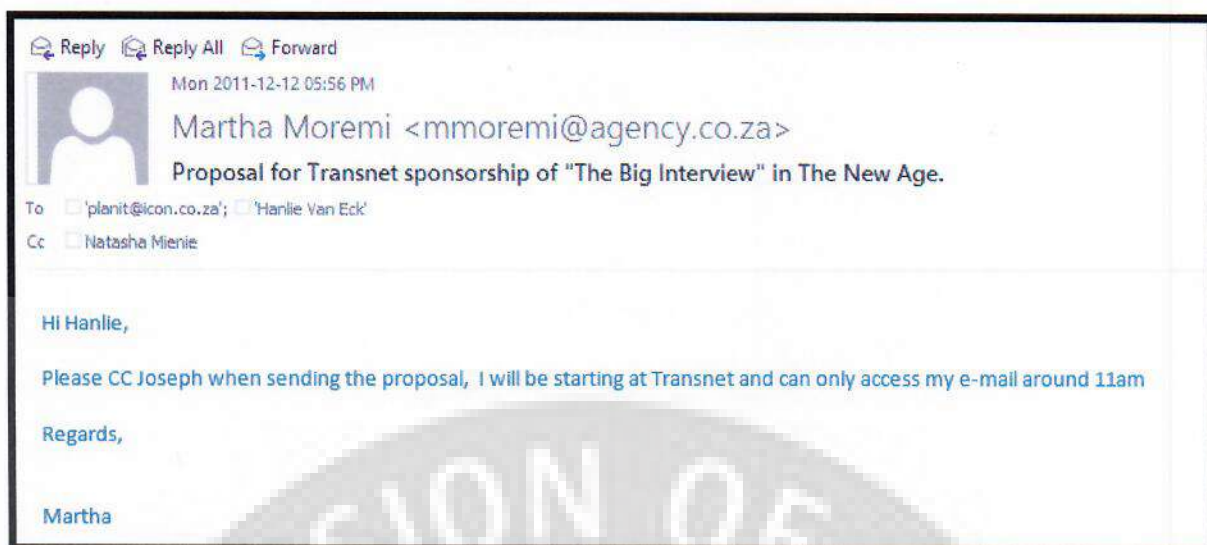 Reply Reply All Forward
Mon 2011-12-12 05:56 PM
Martha Moremi <mmoremi@agency.co.za>
Proposal for Transnet sponsorship of "The Big Interview" in The New Age.
To 'planit@icon.co.za'; 'Hanlie Van Eck'
Cc Natasha Mienie
Hi Hanlie,
Please CC Joseph when sending the proposal, I will be starting at Transnet and can only access my e-mail around 11am
Regards,
Martha
SION OF